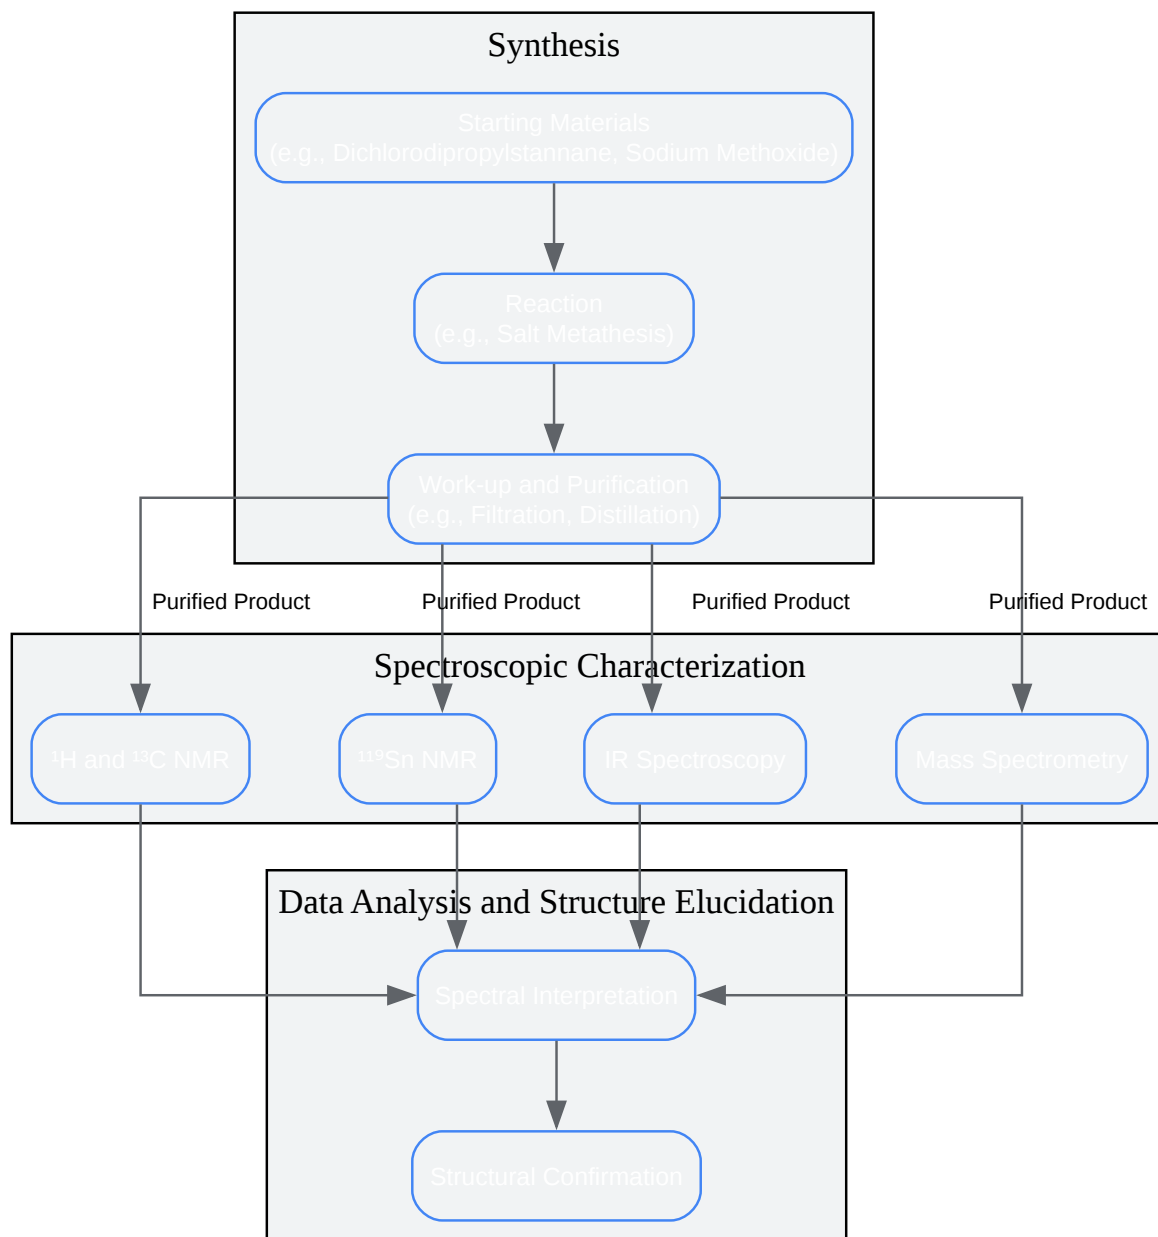 Synthesis
Starting Materials
(e.g., Dichlorodipropylstannane, Sodium Methoxide)
Reaction
(e.g., Salt Metathesis)
Work-up and Purification
(e.g., Filtration, Distillation)
Purified Product
Purified Product
Purified Product
Purified Product
Spectroscopic Characterization
¹H and ¹³C NMR
¹¹⁹Sn NMR
IR Spectroscopy
Mass Spectrometry
Data Analysis and Structure Elucidation
Spectral Interpretation
Structural Confirmation